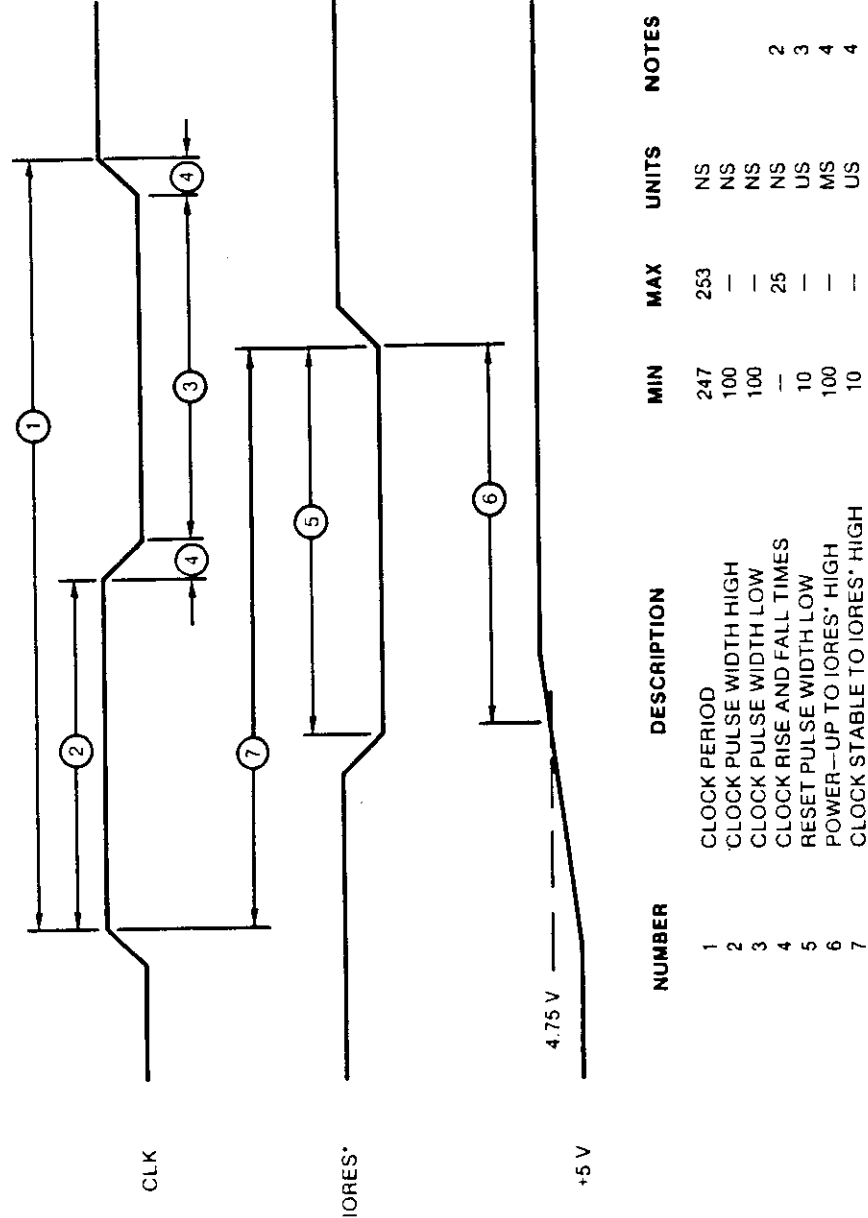 CLK
1
2
4
3
4
IORES*
7
5
+5 V
4.75 V
6
NUMBER DESCRIPTION MIN MAX UNITS NOTES
1 CLOCK PERIOD 247 253 NS
2 CLOCK PULSE WIDTH HIGH 100 — NS
3 CLOCK PULSE WIDTH LOW 100 — NS
4 CLOCK RISE AND FALL TIMES — 25 NS 2
5 RESET PULSE WIDTH LOW 10 — US 3
6 POWER—UP TO IORES* HIGH 100 — MS 4
7 CLOCK STABLE TO IORES* HIGH 10 — US 4